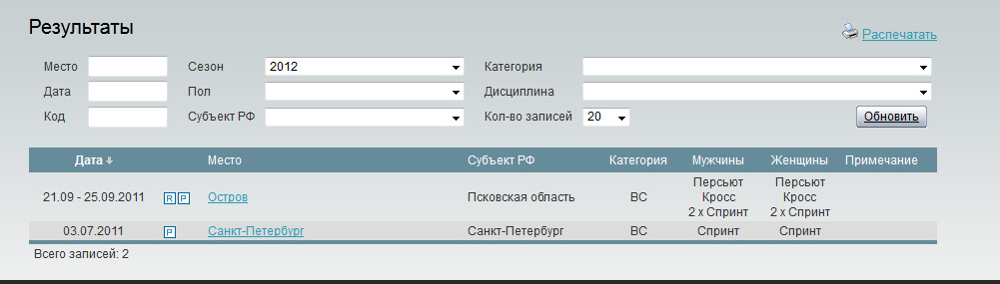 Результаты
Распечатать
Место Сезон 2012 Категория
Дата Пол Дисциплина
Код Субъект РФ Кол-во записей 20 Обновить
Дата Место Субъект РФ Категория Мужчины Женщины Примечание
21.09 - 25.09.2011 R P Остров Псковская область ВС Персьют Персьют
Кросс Кросс
2 x Спринт 2 x Спринт
03.07.2011 P Санкт-Петербург Санкт-Петербург ВС Спринт Спринт
Всего записей: 2